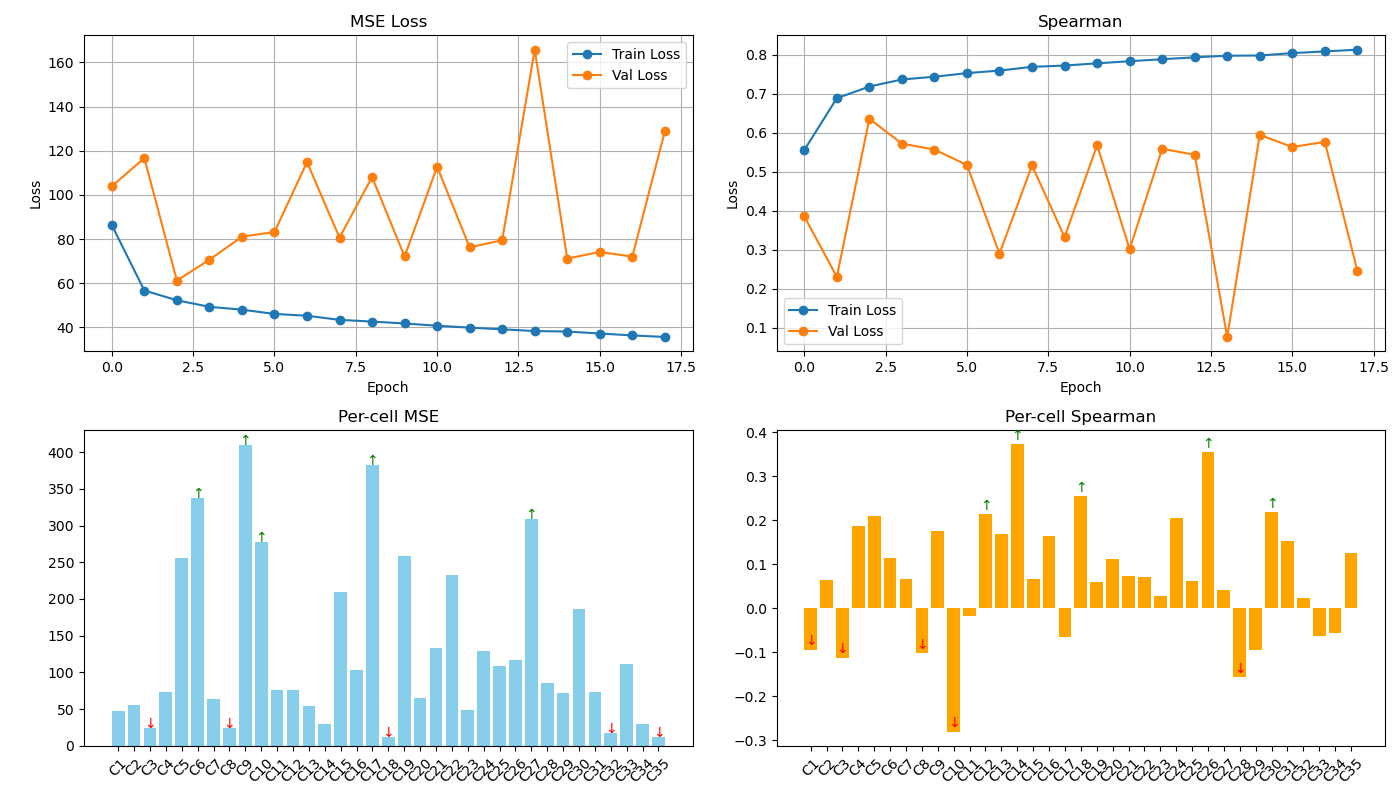 MSE Loss
Loss
160
140
120
100
80
60
40
Train Loss
Val Loss
0.0 2.5 5.0 7.5 10.0 12.5 15.0 17.5
Epoch
Spearman
Loss
0.8
0.7
0.6
0.5
0.4
0.3
0.2
0.1
Train Loss
Val Loss
0.0 2.5 5.0 7.5 10.0 12.5 15.0 17.5
Epoch
Per-cell MSE
400
350
300
250
200
150
100
50
0
↓ ↑ ↓ ↑ ↑ ↑ ↓ ↑ ↓ ↓
C1 C2 C3 C4 C5 C6 C7 C8 C9 C10 C11 C12 C13 C14 C15 C16 C17 C18 C19 C20 C21 C22 C23 C24 C25 C26 C27 C28 C29 C30 C31 C32 C33 C34 C35
Per-cell Spearman
0.4
0.3
0.2
0.1
0.0
−0.1
−0.2
−0.3
↓ ↓ ↓ ↓ ↑ ↑ ↑ ↑ ↓ ↑
C1 C2 C3 C4 C5 C6 C7 C8 C9 C10 C11 C12 C13 C14 C15 C16 C17 C18 C19 C20 C21 C22 C23 C24 C25 C26 C27 C28 C29 C30 C31 C32 C33 C34 C35